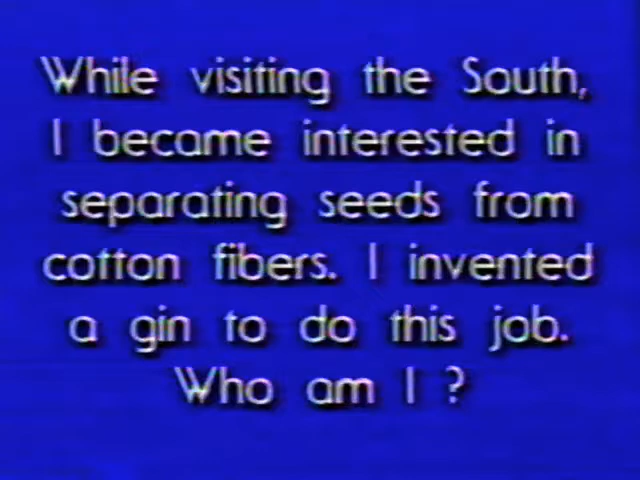 While visiting the South,
I became interested in
separating seeds from
cotton fibers. I invented
a gin to do this job.
Who am I ?